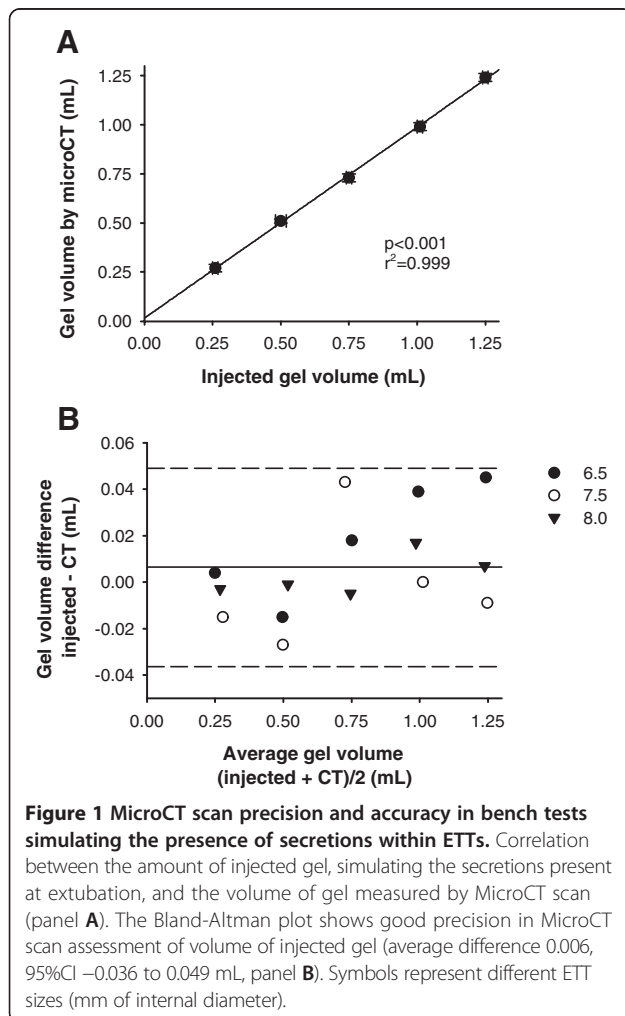 A
Gel volume by microCT (mL)
1.25
1.00
0.75
0.50
0.25
0.00
p<0.001
r²=0.999
0.00 0.25 0.50 0.75 1.00 1.25
Injected gel volume (mL)
B
Gel volume difference
injected - CT (mL)
0.06
0.04
0.02
0.00
-0.02
-0.04
6.5
7.5
8.0
0.00 0.25 0.50 0.75 1.00 1.25
Average gel volume
(injected + CT)/2 (mL)
Figure 1 MicroCT scan precision and accuracy in bench tests
simulating the presence of secretions within ETTs. Correlation
between the amount of injected gel, simulating the secretions present
at extubation, and the volume of gel measured by MicroCT scan
(panel A). The Bland-Altman plot shows good precision in MicroCT
scan assessment of volume of injected gel (average difference 0.006,
95%CI −0.036 to 0.049 mL, panel B). Symbols represent different ETT
sizes (mm of internal diameter).